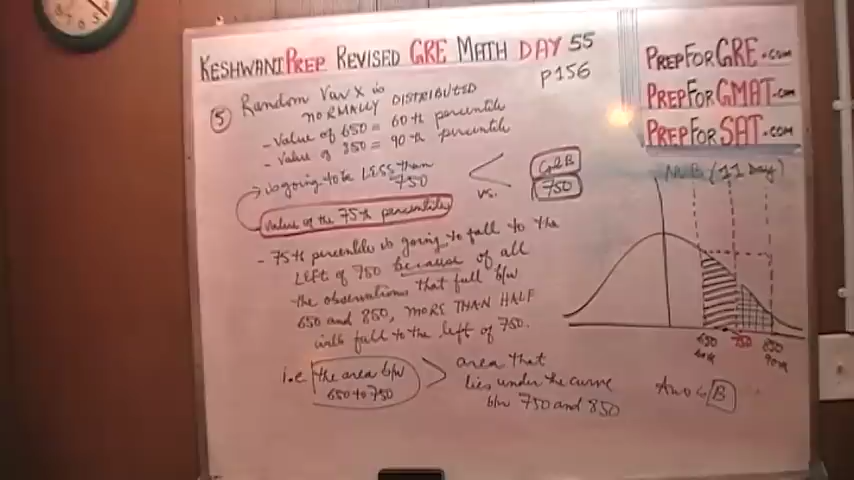 KESHWANIPREP REVISED GRE MATH DAY 55
P156
PREPFORGRE.com
PREPFORGMAT.com
PREPFORSAT.com
5 Random Var X is
NORMALLY DISTRIBUTED
- value of 650 = 60th percentile
- value of 850 = 90th percentile
→ is going to be LESS than
750
value of the 75th percentile
<
vs.
Col B
750
- 75th percentile is going to fall to the
LEFT of 750 because of all
the observations that fall b/w
650 and 850, MORE THAN HALF
will fall to the left of 750.
i.e the area b/w
650 to 750
>
area that
lies under the curve
b/w 750 and 850
(11 Day)
650
750
850
60th
90th
Ans is B